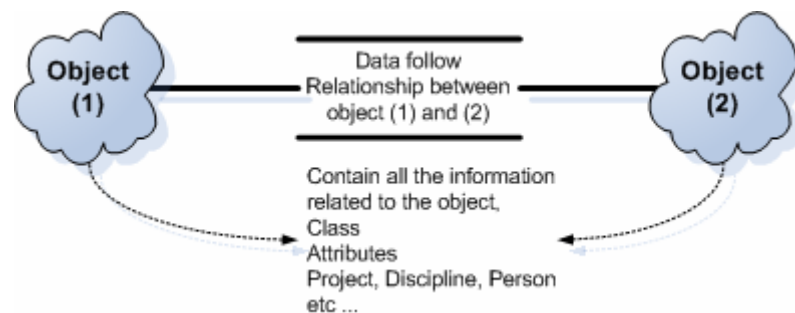 Object
(1)
Data follow
Relationship between
object (1) and (2)
Object
(2)
Contain all the information
related to the object,
Class
Attributes
Project, Discipline, Person
etc ...